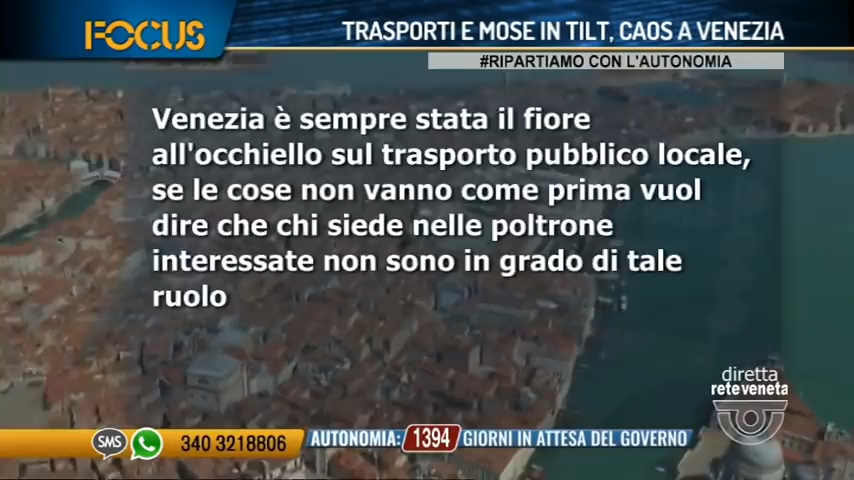 FOCUS
TRASPORTI E MOSE IN TILT, CAOS A VENEZIA
#RIPARTIAMO CON L'AUTONOMIA
Venezia è sempre stata il fiore
all'occhiello sul trasporto pubblico locale,
se le cose non vanno come prima vuol
dire che chi siede nelle poltrone
interessate non sono in grado di tale
ruolo
diretta
reteveneta
SMS 340 3218806 AUTONOMIA: 1394 GIORNI IN ATTESA DEL GOVERNO